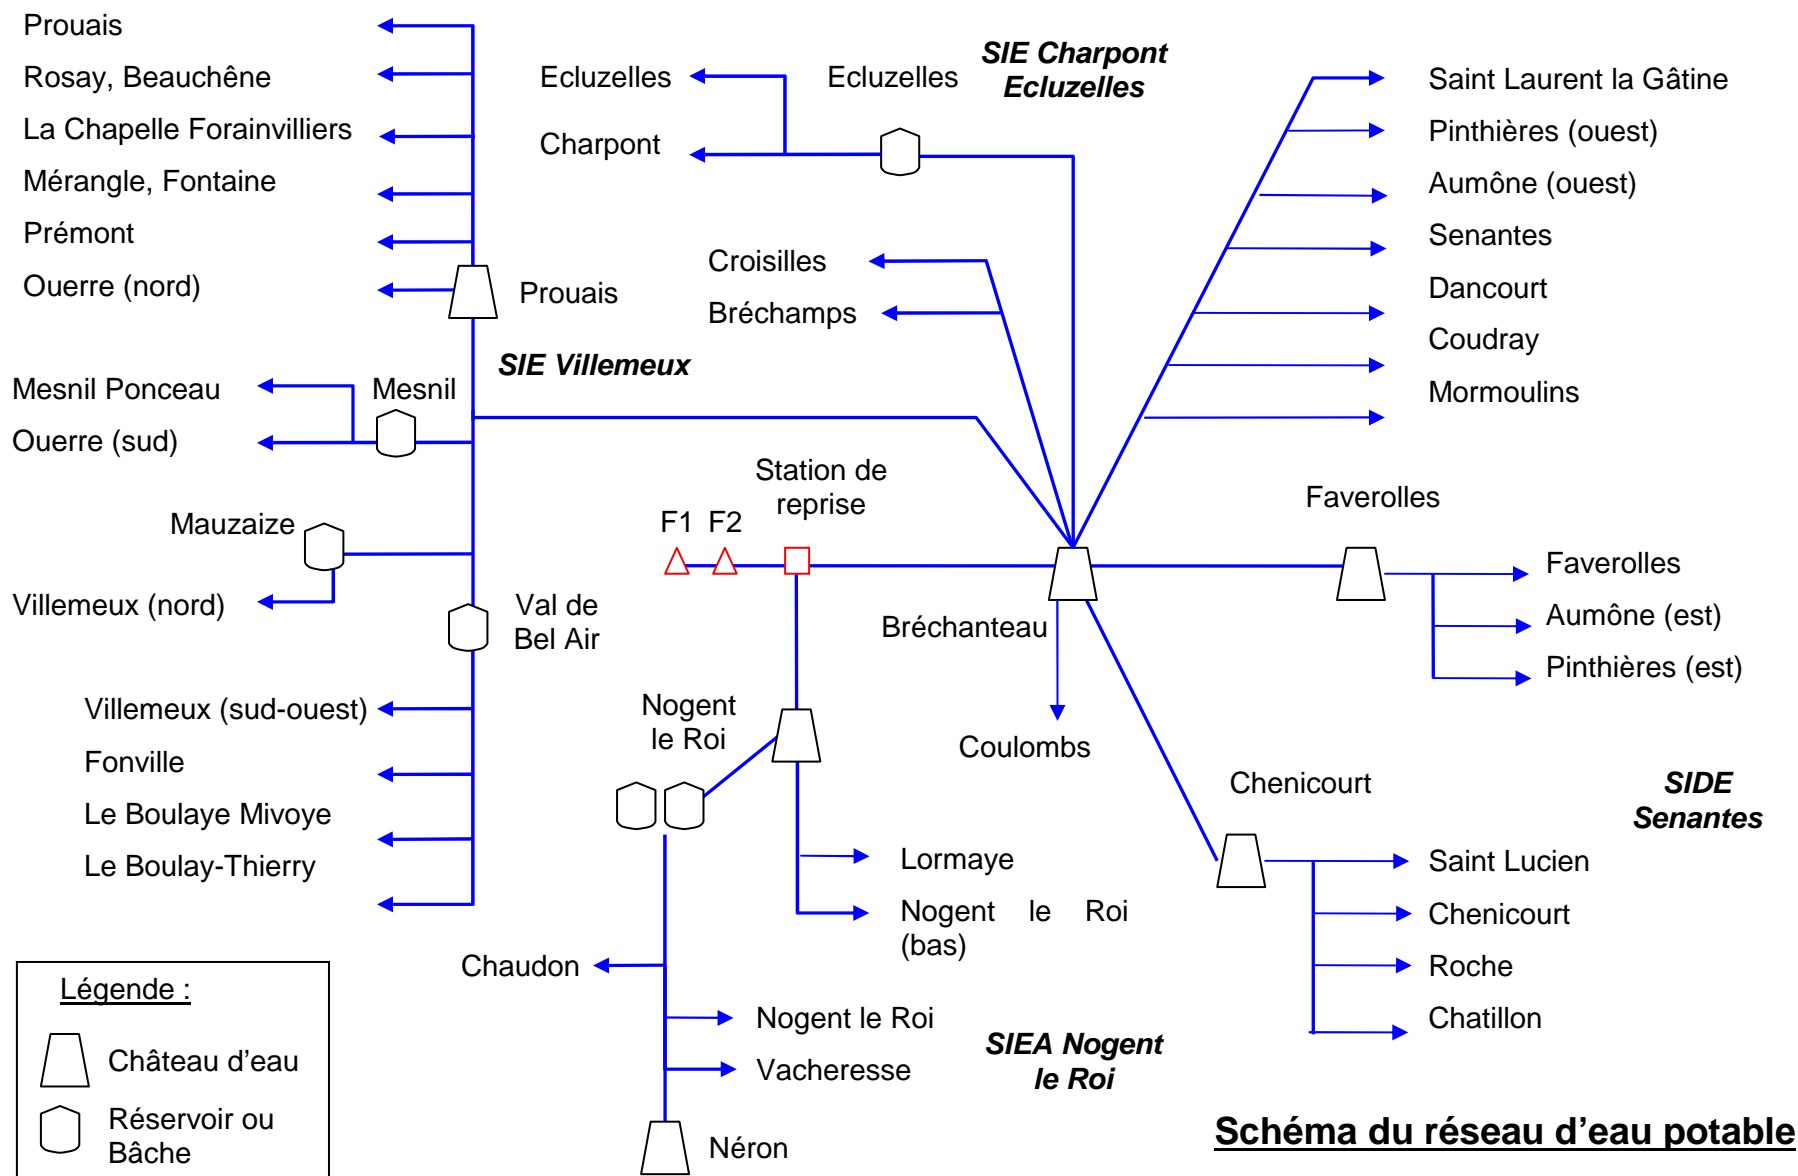 Prouais
Rosay, Beauchêne
La Chapelle Forainvilliers
Mérangle, Fontaine
Prémont
Ouerre (nord)
Prouais
SIE Villemeux
Mesnil Ponceau
Mesnil
Ouerre (sud)
Mauzaize
Villemeux (nord)
Val de
Bel Air
Villemeux (sud-ouest)
Fonville
Le Boulaye Mivoye
Le Boulay-Thierry
Ecluzelles
Ecluzelles
Charpont
SIE Charpont
Ecluzelles
Croisilles
Bréchamps
Saint Laurent la Gâtine
Pinthières (ouest)
Aumône (ouest)
Senantes
Dancourt
Coudray
Mormoulins
Station de
reprise
F1 F2
Faverolles
Faverolles
Aumône (est)
Pinthières (est)
Bréchanteau
Coulombs
Nogent
le Roi
Lormaye
Nogent le Roi
(bas)
Chenicourt
SIDE
Senantes
Saint Lucien
Chenicourt
Roche
Chatillon
Chaudon
Nogent le Roi
Vacheresse
Néron
SIEA Nogent
le Roi
Légende :
Château d’eau
Réservoir ou
Bâche
Schéma du réseau d’eau potable